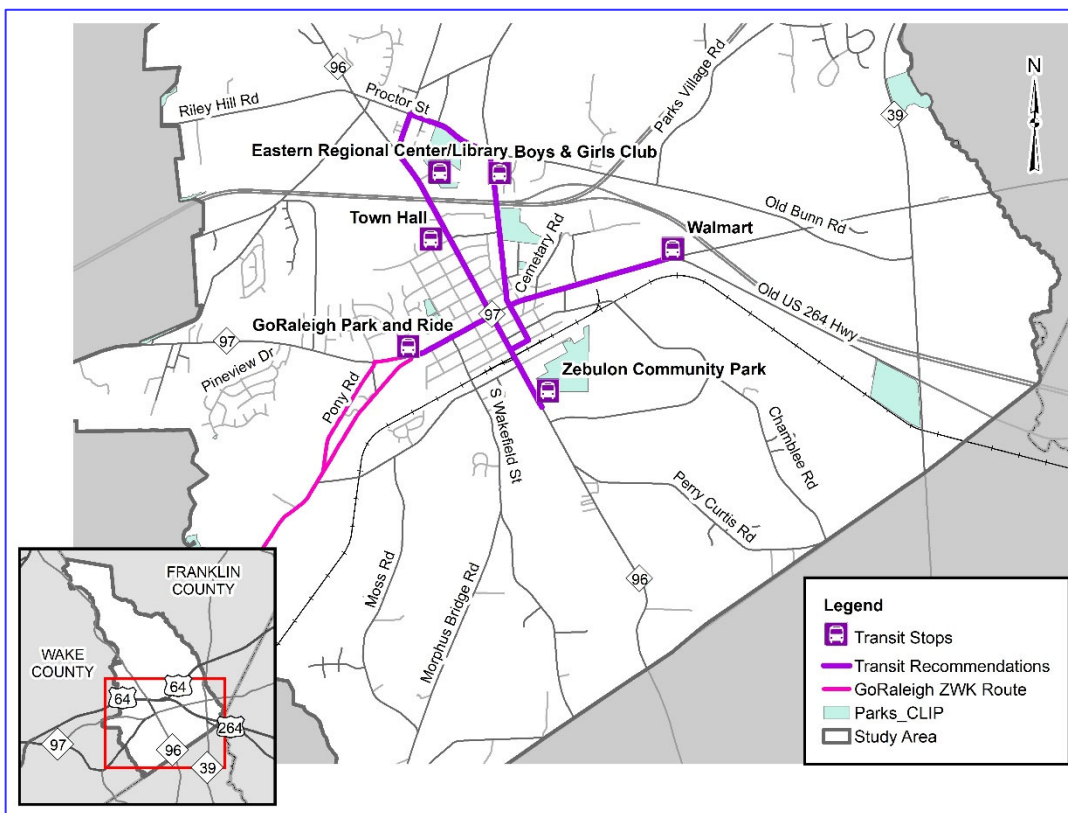 96
Proctor St
Riley Hill Rd
Parks Village Rd
39
N
Eastern Regional Center/Library
Boys & Girls Club
Town Hall
Cemetary Rd
Walmart
Old Bunn Rd
Old US 264 Hwy
97
GoRaleigh Park and Ride
97
Pineview Dr
Pony Rd
Zebulon Community Park
S Wakefield St
Chamblee Rd
Perry Curtis Rd
Moss Rd
Morphus Bridge Rd
96
FRANKLIN
COUNTY
WAKE
COUNTY
64
64
264
97
96
39
Legend
Transit Stops
Transit Recommendations
GoRaleigh ZWK Route
Parks_CLIP
Study Area